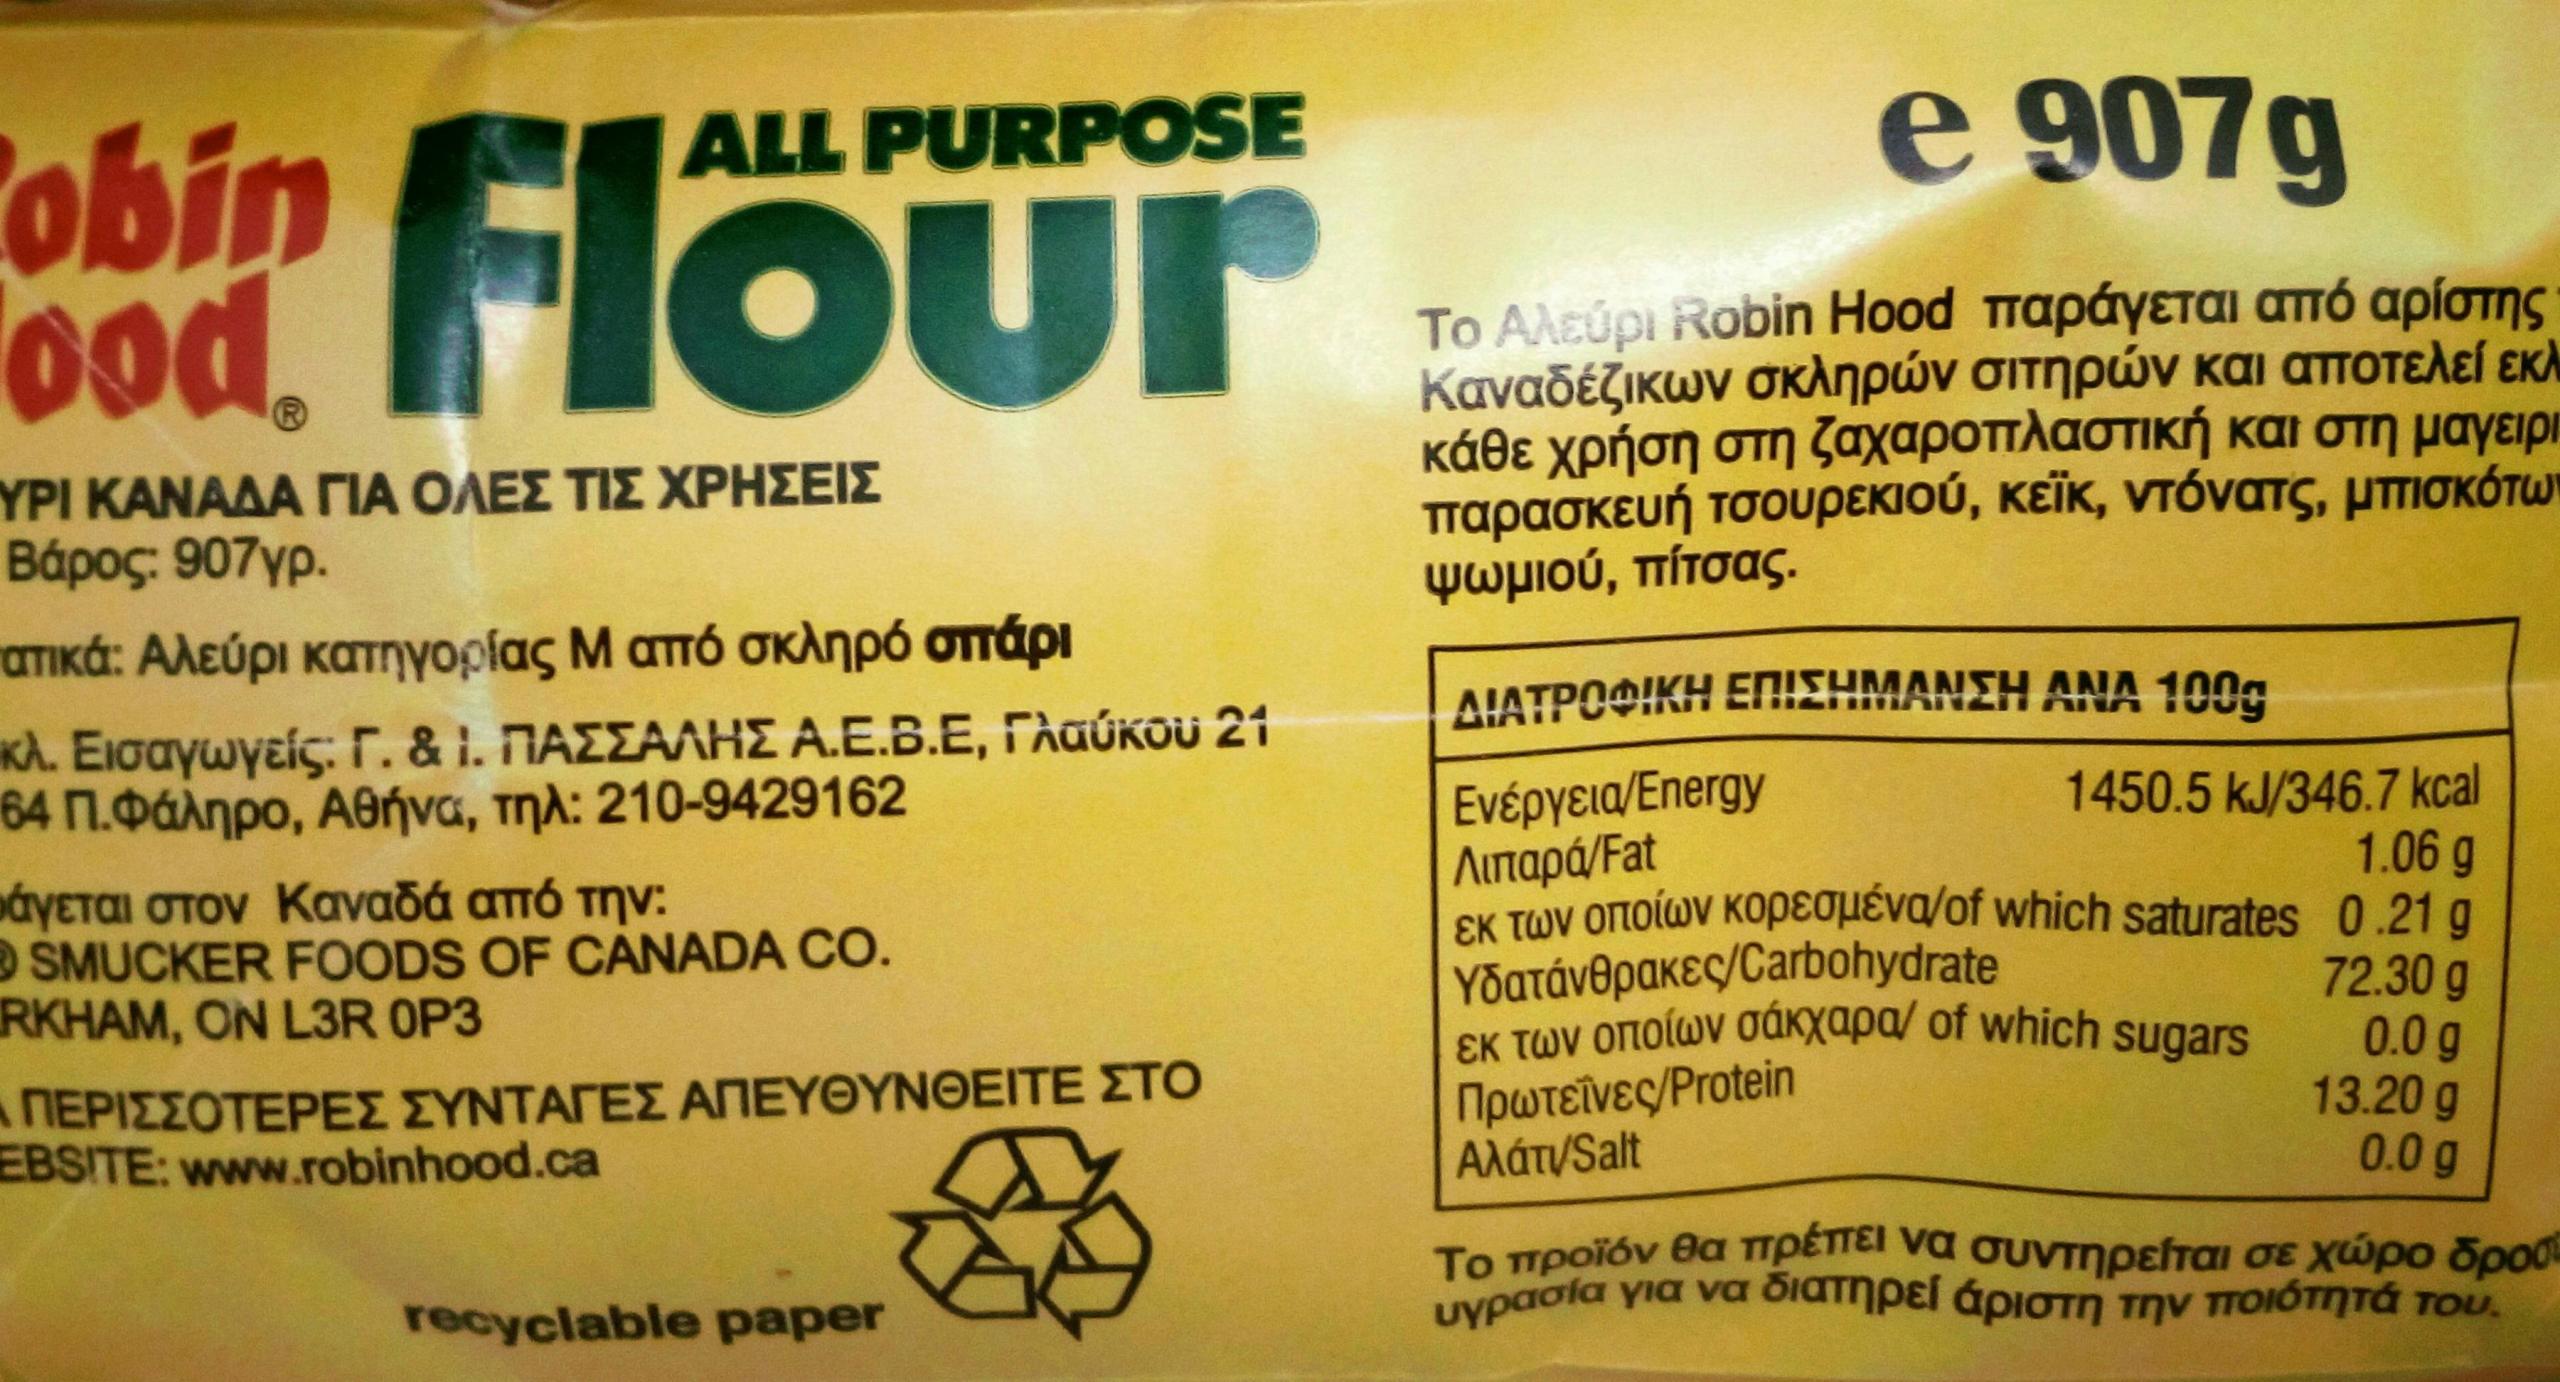 Robin
Hood®
ALL PURPOSE
Flour
ΥΡΙ ΚΑΝΑΔΑ ΓΙΑ ΟΛΕΣ ΤΙΣ ΧΡΗΣΕΙΣ
Βάρος: 907γρ.
ατικά: Αλεύρι κατηγορίας Μ από σκληρό σιτάρι
κλ. Εισαγωγείς: Γ. & Ι. ΠΑΣΣΑΛΗΣ Α.Ε.Β.Ε, Γλαύκου 21
64 Π.Φάληρο, Αθήνα, τηλ: 210-9429162
άγεται στον Καναδά από την:
® SMUCKER FOODS OF CANADA CO.
RKHAM, ON L3R 0P3
ΠΕΡΙΣΣΟΤΕΡΕΣ ΣΥΝΤΑΓΕΣ ΑΠΕΥΘΥΝΘΕΙΤΕ ΣΤΟ
EBSITE: www.robinhood.ca
recyclable paper
e 907g
Το Αλεύρι Robin Hood παράγεται από αρίστης
Καναδέζικων σκληρών σιτηρών και αποτελεί εκλ
κάθε χρήση στη ζαχαροπλαστική και στη μαγειρι
παρασκευή τσουρεκιού, κεϊκ, ντόνατς, μπισκότων
ψωμιού, πίτσας.
ΔΙΑΤΡΟΦΙΚΗ ΕΠΙΣΗΜΑΝΣΗ ΑΝΑ 100g
Ενέργεια/Energy 1450.5 kJ/346.7 kcal
Λιπαρά/Fat 1.06 g
εκ των οποίων κορεσμένα/of which saturates 0 .21 g
Υδατάνθρακες/Carbohydrate 72.30 g
εκ των οποίων σάκχαρα/ of which sugars 0.0 g
Πρωτεΐνες/Protein 13.20 g
Αλάτι/Salt 0.0 g
Το προϊόν θα πρέπει να συντηρείται σε χώρο δροσ
υγρασία για να διατηρεί άριστη την ποιότητά του.